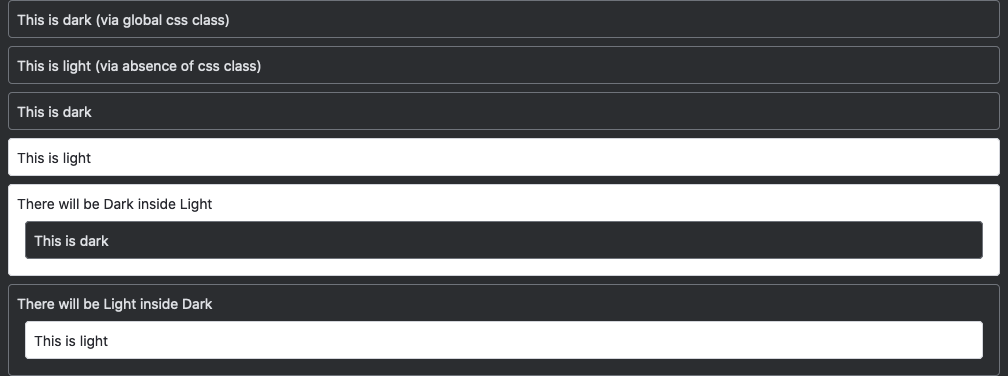 This is dark (via global css class)
This is light (via absence of css class)
This is dark
This is light
There will be Dark inside Light
This is dark
There will be Light inside Dark
This is light